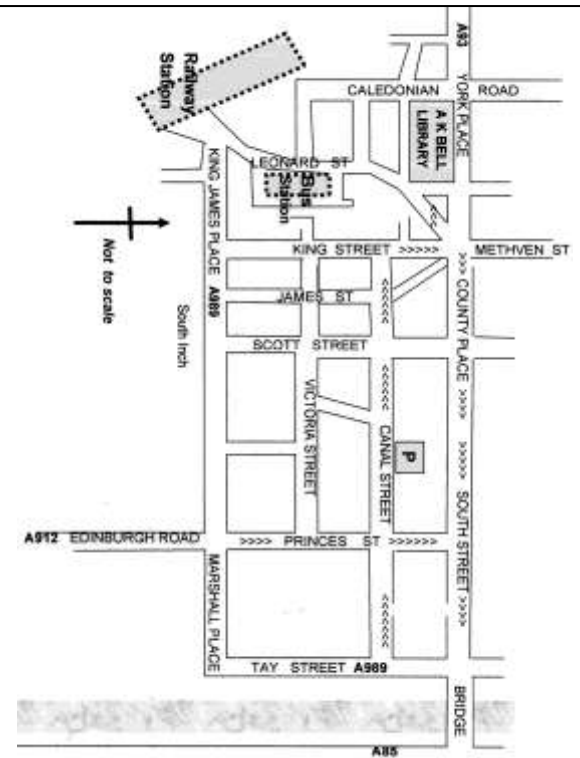 A93
YORK PLACE
Railway
Station
CALEDONIAN ROAD
A K BELL
LIBRARY
LEONARD ST
Bus
Station
KING JAMES PLACE A989
<<<
KING STREET >>>>>
METHVEN ST
Not to scale
South Inch
JAMES ST
<<<<<<
>>> COUNTY PLACE >>>>
SCOTT STREET
VICTORIA STREET
<<<<<<
CANAL STREET
P
>>>>> SOUTH STREET >>>>
A912 EDINBURGH ROAD
>>>> PRINCES ST >>>>>>
MARSHALL PLACE
<<<<<<
TAY STREET A989
BRIDGE
A85